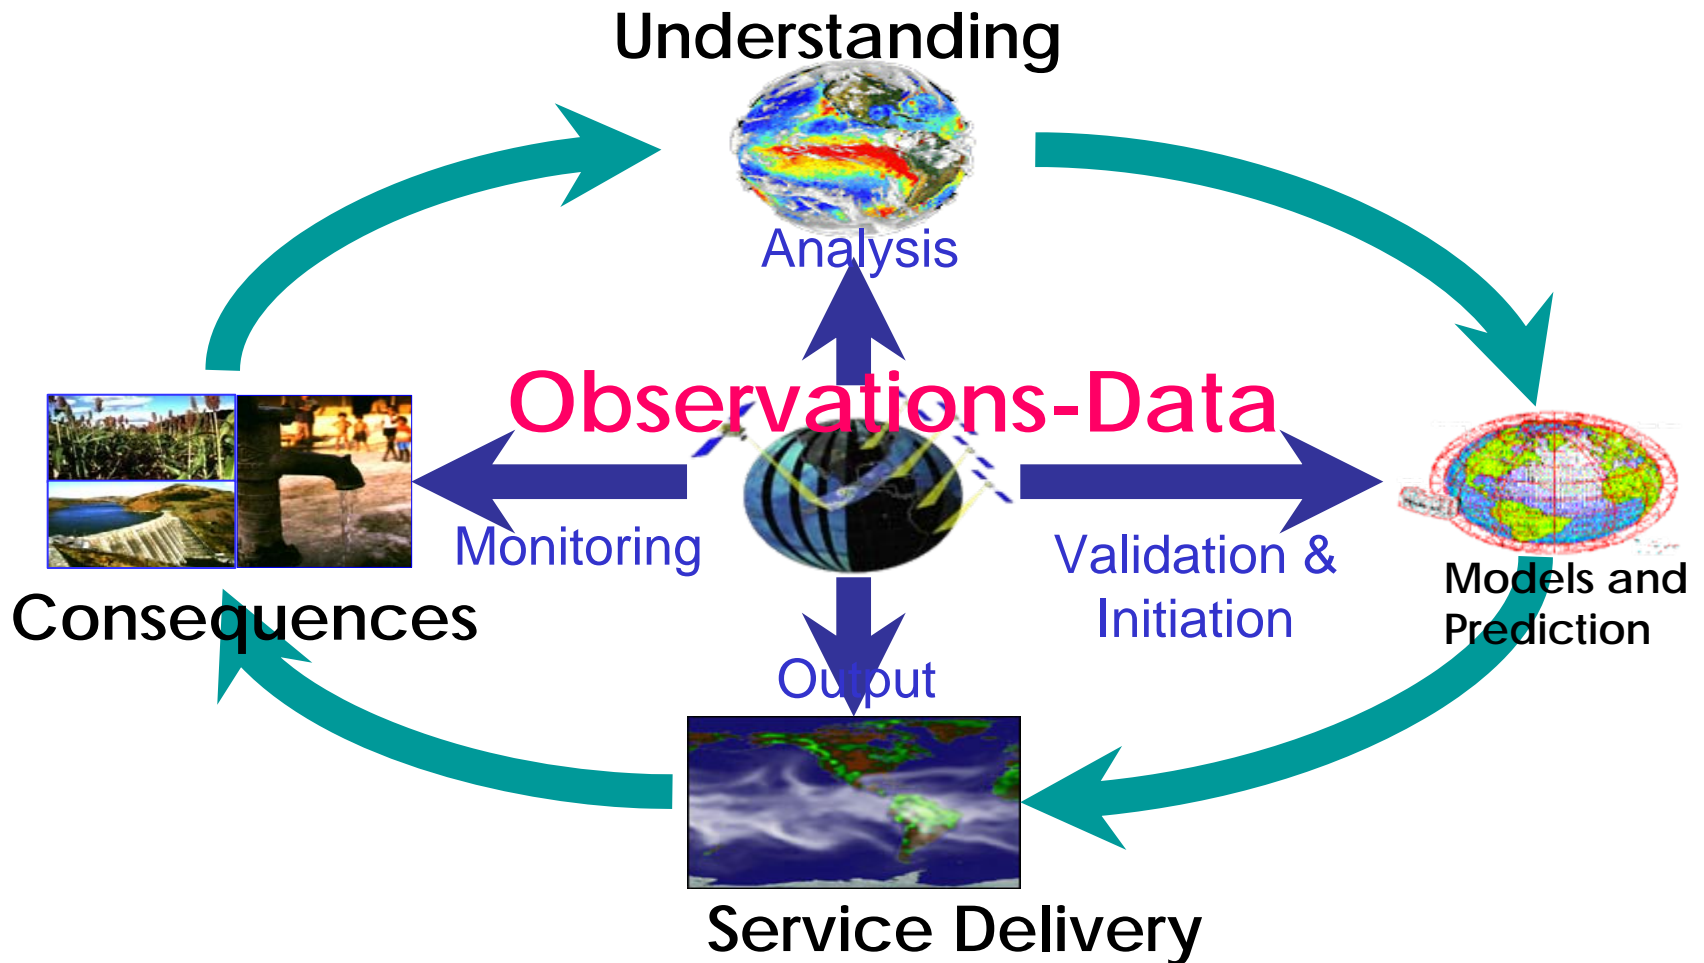 Understanding
Analysis
Observations-Data
Monitoring
Validation &
Initiation
Models and
Prediction
Consequences
Output
Service Delivery